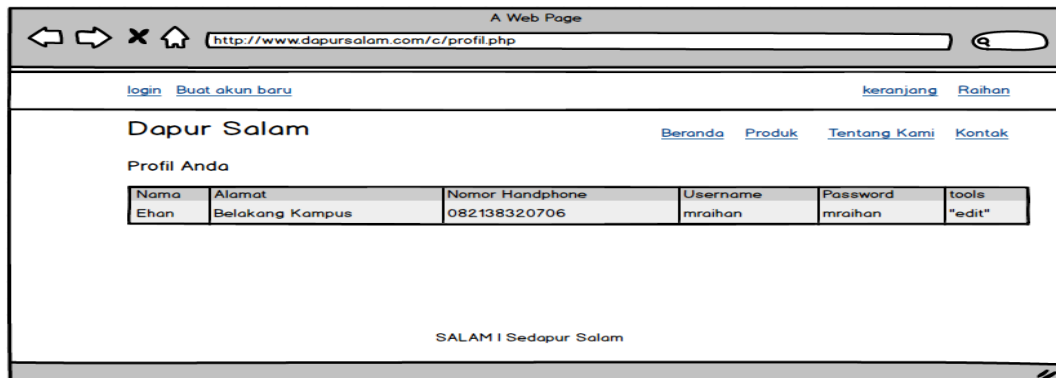 A Web Page
http://www.dapursalam.com/c/profil.php
login Buat akun baru keranjang Raihan
Dapur Salam Beranda Produk Tentang Kami Kontak
Profil Anda
Nama Alamat Nomor Handphone Username Password tools
Ehan Belakang Kampus 082138320706 mraihan mraihan "edit"
SALAM | Sedapur Salam